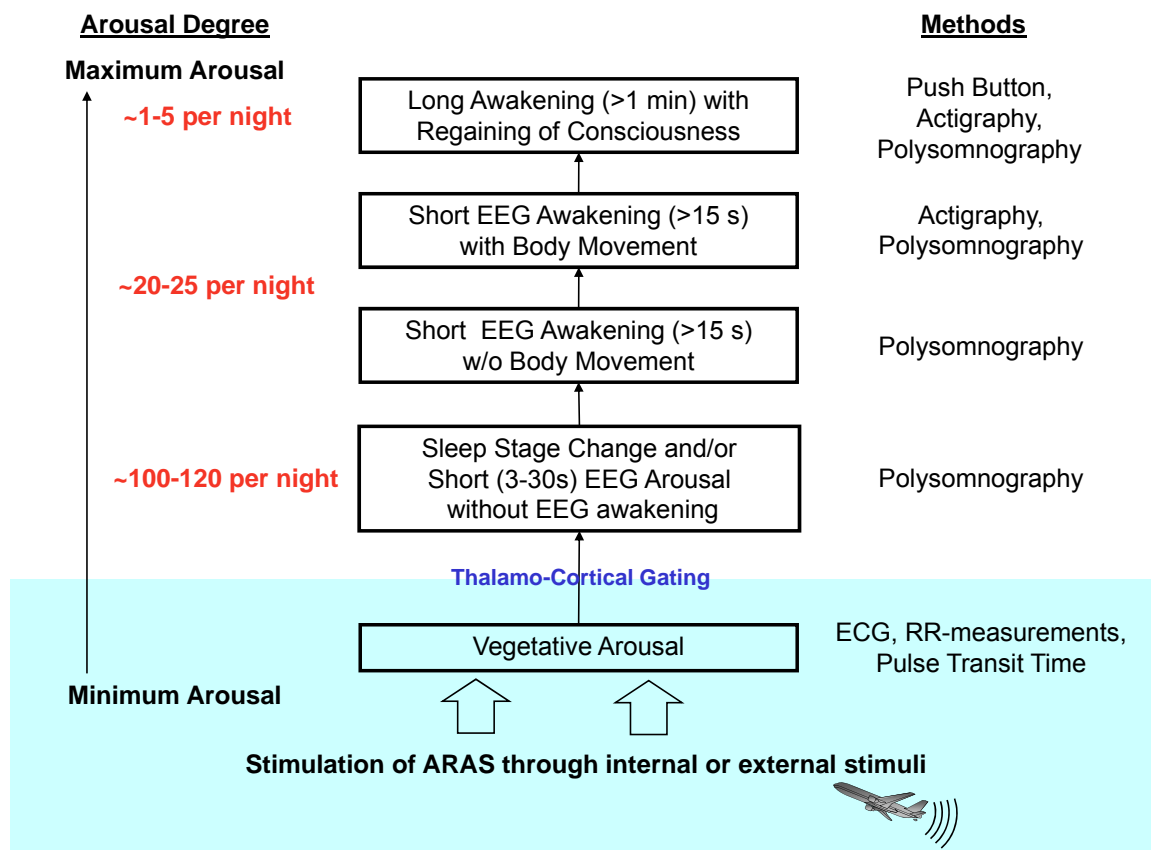 Arousal Degree
Methods
Maximum Arousal
~1-5 per night
Long Awakening (>1 min) with
Regaining of Consciousness
Push Button,
Actigraphy,
Polysomnography
Short EEG Awakening (>15 s)
with Body Movement
Actigraphy,
Polysomnography
~20-25 per night
Short EEG Awakening (>15 s)
w/o Body Movement
Polysomnography
~100-120 per night
Sleep Stage Change and/or
Short (3-30s) EEG Arousal
without EEG awakening
Polysomnography
Thalamo-Cortical Gating
Vegetative Arousal
ECG, RR-measurements,
Pulse Transit Time
Minimum Arousal
Stimulation of ARAS through internal or external stimuli